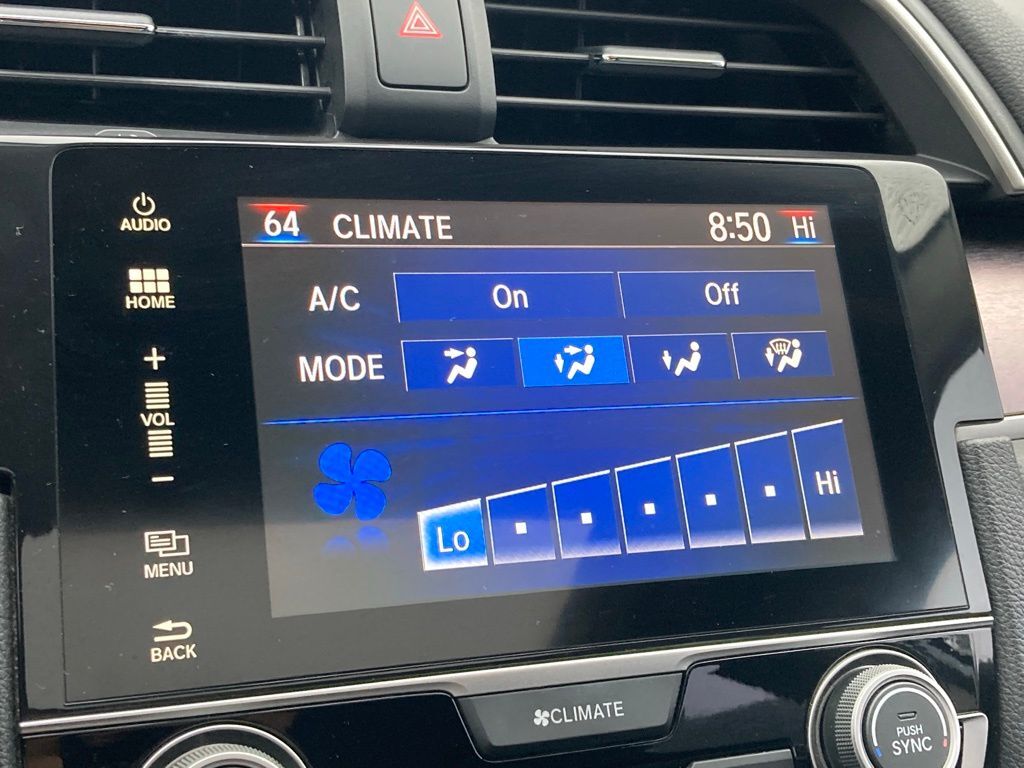 AUDIO
HOME
+
VOL
−
MENU
BACK
64 CLIMATE 8:50 Hi
A/C On Off
MODE
Lo Hi
CLIMATE
PUSH
SYNC